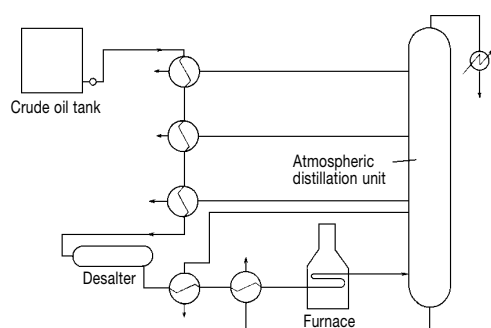 Crude oil tank
Atmospheric
distillation unit
Desalter
Furnace